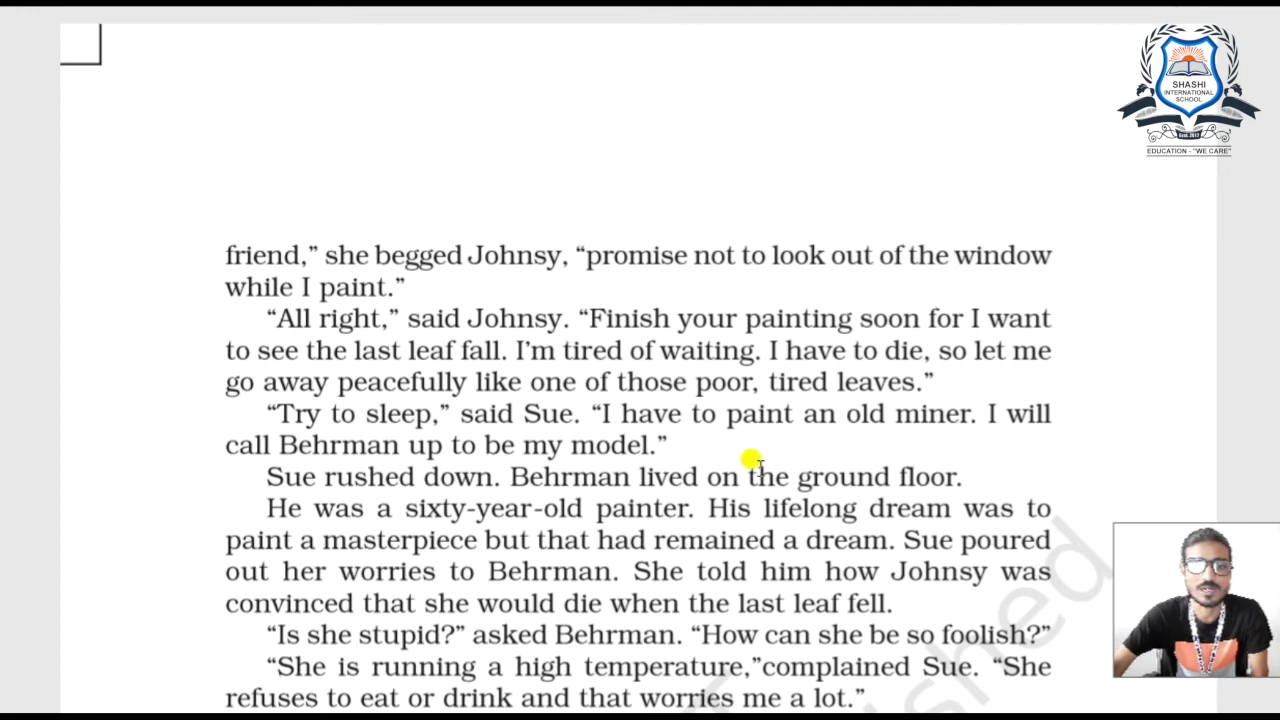 SHASHI
INTERNATIONAL
SCHOOL
Estd. 2012
EDUCATION - "WE CARE"
friend,” she begged Johnsy, “promise not to look out of the window
while I paint.”
“All right,” said Johnsy. “Finish your painting soon for I want
to see the last leaf fall. I’m tired of waiting. I have to die, so let me
go away peacefully like one of those poor, tired leaves.”
“Try to sleep,” said Sue. “I have to paint an old miner. I will
call Behrman up to be my model.”
Sue rushed down. Behrman lived on the ground floor.
He was a sixty-year-old painter. His lifelong dream was to
paint a masterpiece but that had remained a dream. Sue poured
out her worries to Behrman. She told him how Johnsy was
convinced that she would die when the last leaf fell.
“Is she stupid?” asked Behrman. “How can she be so foolish?”
“She is running a high temperature,”complained Sue. “She
refuses to eat or drink and that worries me a lot.”